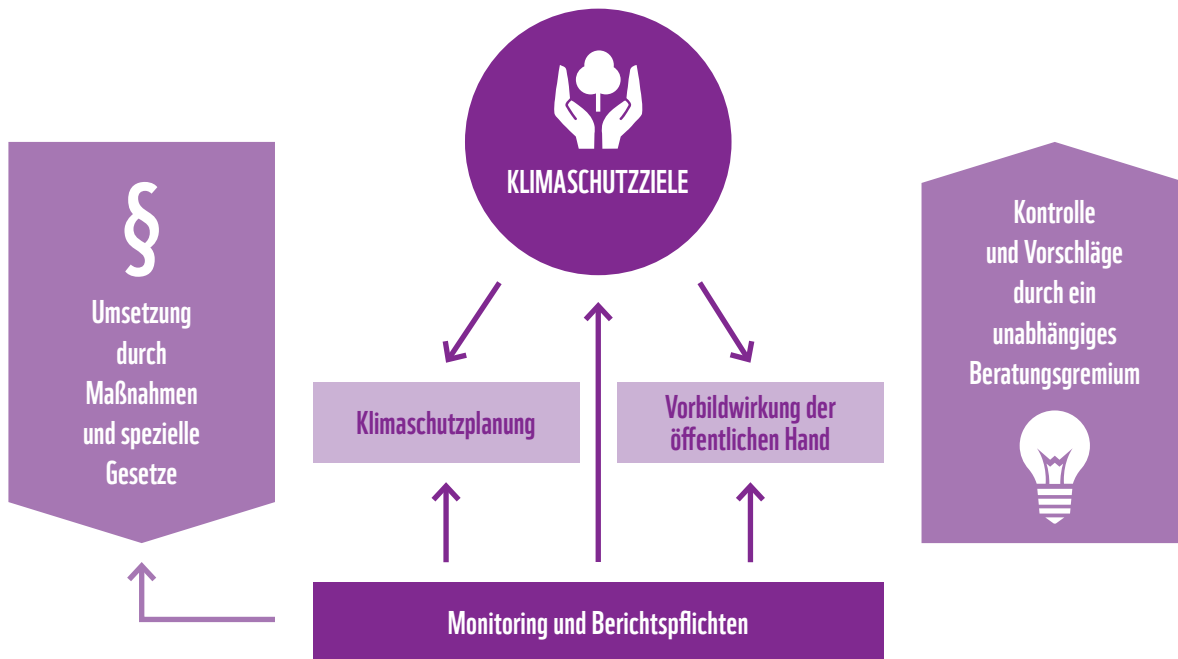 KLIMASCHUTZZIELE
§
Umsetzung
durch
Maßnahmen
und spezielle
Gesetze
Klimaschutzplanung
Vorbildwirkung der
öffentlichen Hand
Kontrolle
und Vorschläge
durch ein
unabhängiges
Beratungsgremium
Monitoring und Berichtspflichten